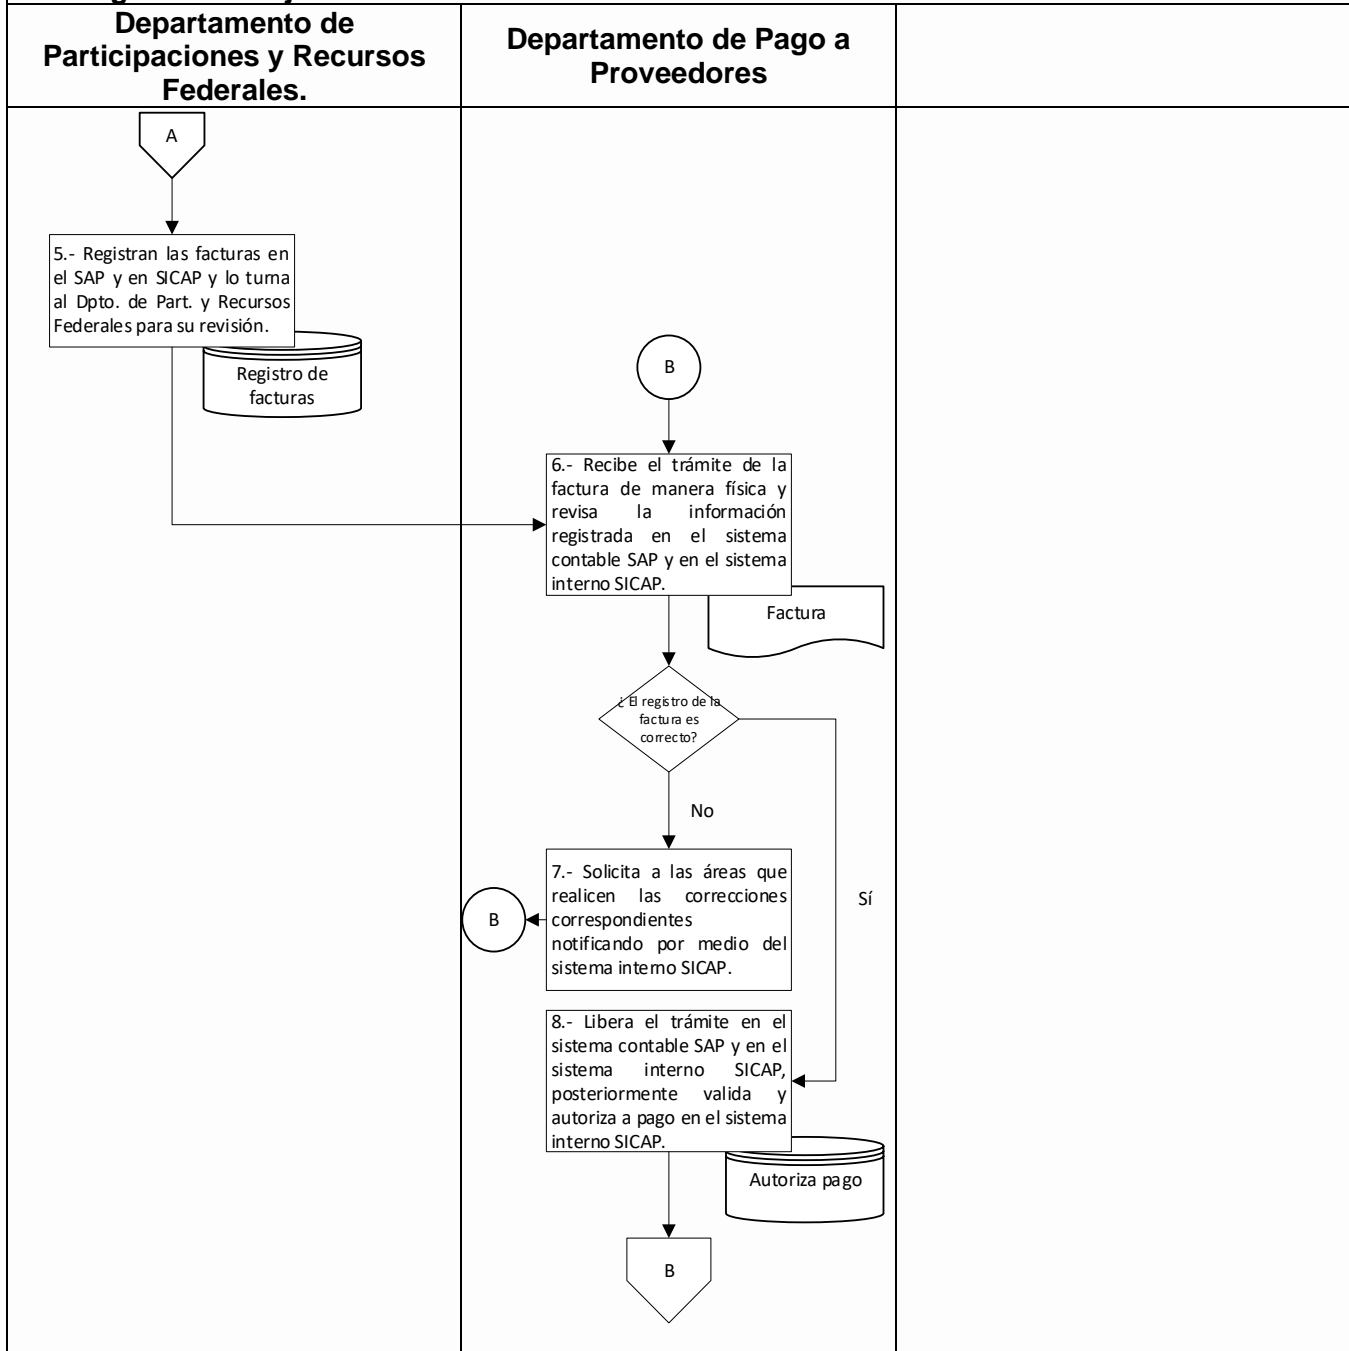 Departamento de
Participaciones y Recursos
Federales.
Departamento de Pago a
Proveedores
A
5.- Registran las facturas en
el SAP y en SICAP y lo turna
al Dpto. de Part. y Recursos
Federales para su revisión.
Registro de
facturas
B
6.- Recibe el trámite de la
factura de manera física y
revisa la información
registrada en el sistema
contable SAP y en el sistema
interno SICAP.
Factura
¿ El registro de la
factura es
correcto?
No
Sí
7.- Solicita a las áreas que
realicen las correcciones
correspondientes
notificando por medio del
sistema interno SICAP.
B
8.- Libera el trámite en el
sistema contable SAP y en el
sistema interno SICAP,
posteriormente valida y
autoriza a pago en el sistema
interno SICAP.
Autoriza pago
B